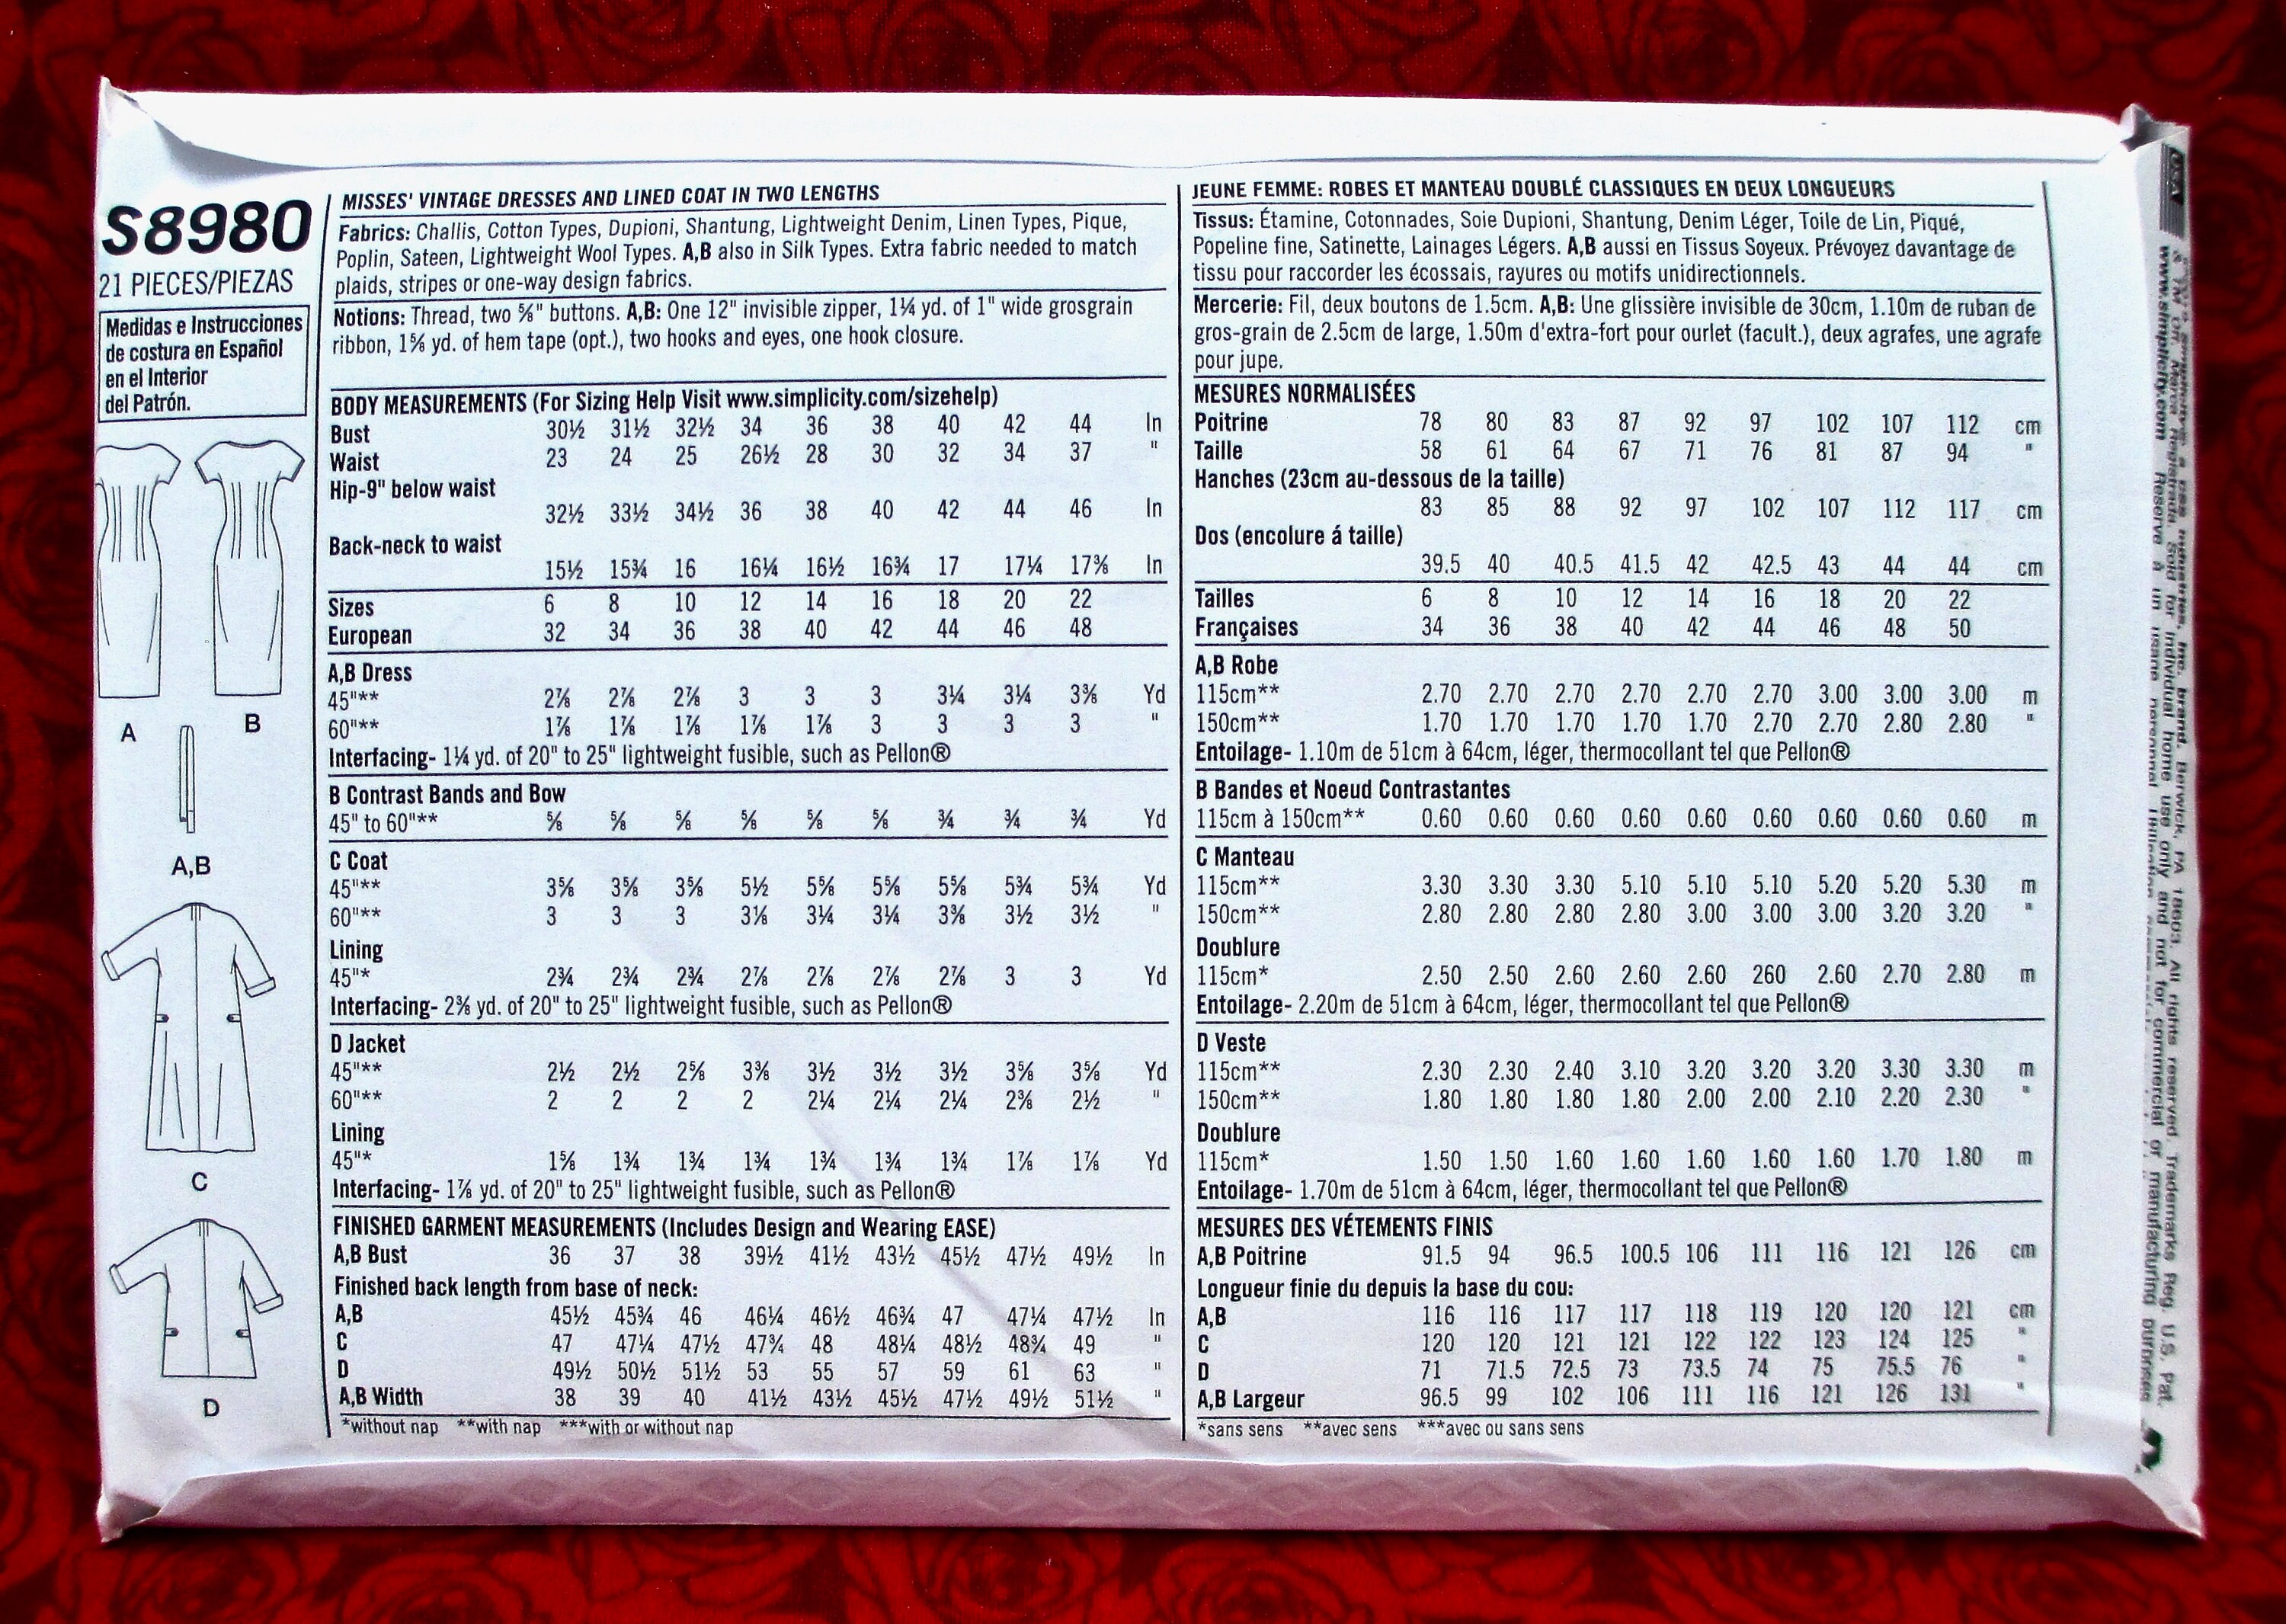 S8980
21 PIECES/PIEZAS
Medidas e Instrucciones
de costura en Español
en el Interior
del Patrón.
A
B
A,B
C
D
MISSES' VINTAGE DRESSES AND LINED COAT IN TWO LENGTHS
Fabrics: Challis, Cotton Types, Dupioni, Shantung, Lightweight Denim, Linen Types, Pique,
Poplin, Sateen, Lightweight Wool Types. A,B also in Silk Types. Extra fabric needed to match
plaids, stripes or one-way design fabrics.
Notions: Thread, two ⅝" buttons. A,B: One 12" invisible zipper, 1¼ yd. of 1" wide grosgrain
ribbon, 1⅝ yd. of hem tape (opt.), two hooks and eyes, one hook closure.
BODY MEASUREMENTS (For Sizing Help Visit www.simplicity.com/sizehelp)
Bust 30½ 31½ 32½ 34 36 38 40 42 44 In
Waist 23 24 25 26½ 28 30 32 34 37 "
Hip-9" below waist
32½ 33½ 34½ 36 38 40 42 44 46 In
Back-neck to waist
15½ 15¾ 16 16¼ 16½ 16¾ 17 17¼ 17⅜ In
Sizes 6 8 10 12 14 16 18 20 22
European 32 34 36 38 40 42 44 46 48
A,B Dress
45"** 2⅞ 2⅞ 2⅞ 3 3 3 3¼ 3¼ 3⅜ Yd
60"** 1⅞ 1⅞ 1⅞ 1⅞ 1⅞ 3 3 3 3 "
Interfacing- 1¼ yd. of 20" to 25" lightweight fusible, such as Pellon®
B Contrast Bands and Bow
45" to 60"** ⅝ ⅝ ⅝ ⅝ ⅝ ⅝ ¾ ¾ ¾ Yd
C Coat
45"** 3⅝ 3⅝ 3⅝ 5½ 5⅝ 5⅝ 5⅝ 5¾ 5¾ Yd
60"** 3 3 3 3⅛ 3¼ 3¼ 3⅜ 3½ 3½ "
Lining
45"* 2¾ 2¾ 2¾ 2⅞ 2⅞ 2⅞ 2⅞ 3 3 Yd
Interfacing- 2⅜ yd. of 20" to 25" lightweight fusible, such as Pellon®
D Jacket
45"** 2½ 2½ 2⅝ 3⅜ 3½ 3½ 3½ 3⅝ 3⅝ Yd
60"** 2 2 2 2 2¼ 2¼ 2¼ 2⅜ 2½ "
Lining
45"* 1⅝ 1¾ 1¾ 1¾ 1¾ 1¾ 1¾ 1⅞ 1⅞ Yd
Interfacing- 1⅞ yd. of 20" to 25" lightweight fusible, such as Pellon®
FINISHED GARMENT MEASUREMENTS (Includes Design and Wearing EASE)
A,B Bust 36 37 38 39½ 41½ 43½ 45½ 47½ 49½ In
Finished back length from base of neck:
A,B 45½ 45¾ 46 46¼ 46½ 46¾ 47 47¼ 47½ In
C 47 47¼ 47½ 47¾ 48 48¼ 48½ 48¾ 49 "
D 49½ 50½ 51½ 53 55 57 59 61 63 "
A,B Width 38 39 40 41½ 43½ 45½ 47½ 49½ 51½ "
*without nap **with nap ***with or without nap
JEUNE FEMME: ROBES ET MANTEAU DOUBLÉ CLASSIQUES EN DEUX LONGUEURS
Tissus: Étamine, Cotonnades, Soie Dupioni, Shantung, Denim Léger, Toile de Lin, Piqué,
Popeline fine, Satinette, Lainages Légers. A,B aussi en Tissus Soyeux. Prévoyez davantage de
tissu pour raccorder les écossais, rayures ou motifs unidirectionnels.
Mercerie: Fil, deux boutons de 1.5cm. A,B: Une glissière invisible de 30cm, 1.10m de ruban de
gros-grain de 2.5cm de large, 1.50m d'extra-fort pour ourlet (facult.), deux agrafes, une agrafe
pour jupe.
MESURES NORMALISÉES
Poitrine 78 80 83 87 92 97 102 107 112 cm
Taille 58 61 64 67 71 76 81 87 94 "
Hanches (23cm au-dessous de la taille)
83 85 88 92 97 102 107 112 117 cm
Dos (encolure á taille)
39.5 40 40.5 41.5 42 42.5 43 44 44 cm
Tailles 6 8 10 12 14 16 18 20 22
Françaises 34 36 38 40 42 44 46 48 50
A,B Robe
115cm** 2.70 2.70 2.70 2.70 2.70 2.70 3.00 3.00 3.00 m
150cm** 1.70 1.70 1.70 1.70 1.70 2.70 2.70 2.80 2.80 "
Entoilage- 1.10m de 51cm à 64cm, léger, thermocollant tel que Pellon®
B Bandes et Noeud Contrastantes
115cm à 150cm** 0.60 0.60 0.60 0.60 0.60 0.60 0.60 0.60 0.60 m
C Manteau
115cm** 3.30 3.30 3.30 5.10 5.10 5.10 5.20 5.20 5.30 m
150cm** 2.80 2.80 2.80 2.80 3.00 3.00 3.00 3.20 3.20 "
Doublure
115cm* 2.50 2.50 2.60 2.60 2.60 260 2.60 2.70 2.80 m
Entoilage- 2.20m de 51cm à 64cm, léger, thermocollant tel que Pellon®
D Veste
115cm** 2.30 2.30 2.40 3.10 3.20 3.20 3.20 3.30 3.30 m
150cm** 1.80 1.80 1.80 1.80 2.00 2.00 2.10 2.20 2.30 "
Doublure
115cm* 1.50 1.50 1.60 1.60 1.60 1.60 1.60 1.70 1.80 m
Entoilage- 1.70m de 51cm à 64cm, léger, thermocollant tel que Pellon®
MESURES DES VÉTEMENTS FINIS
A,B Poitrine 91.5 94 96.5 100.5 106 111 116 121 126 cm
Longueur finie du depuis la base du cou:
A,B 116 116 117 117 118 119 120 120 121 cm
C 120 120 121 121 122 122 123 124 125 "
D 71 71.5 72.5 73 73.5 74 75 75.5 76 "
A,B Largeur 96.5 99 102 106 111 116 121 126 131 "
*sans sens **avec sens ***avec ou sans sens
USA
Industries, Inc. brand. Berwick, PA 18603. All rights reserved. Trademarks Reg. U.S. Pat.
& TM Of. Marca Registrada. Sold for individual home use only and not for commercial or manufacturing purposes.
www.simplicity.com Réservé à un usage personnel